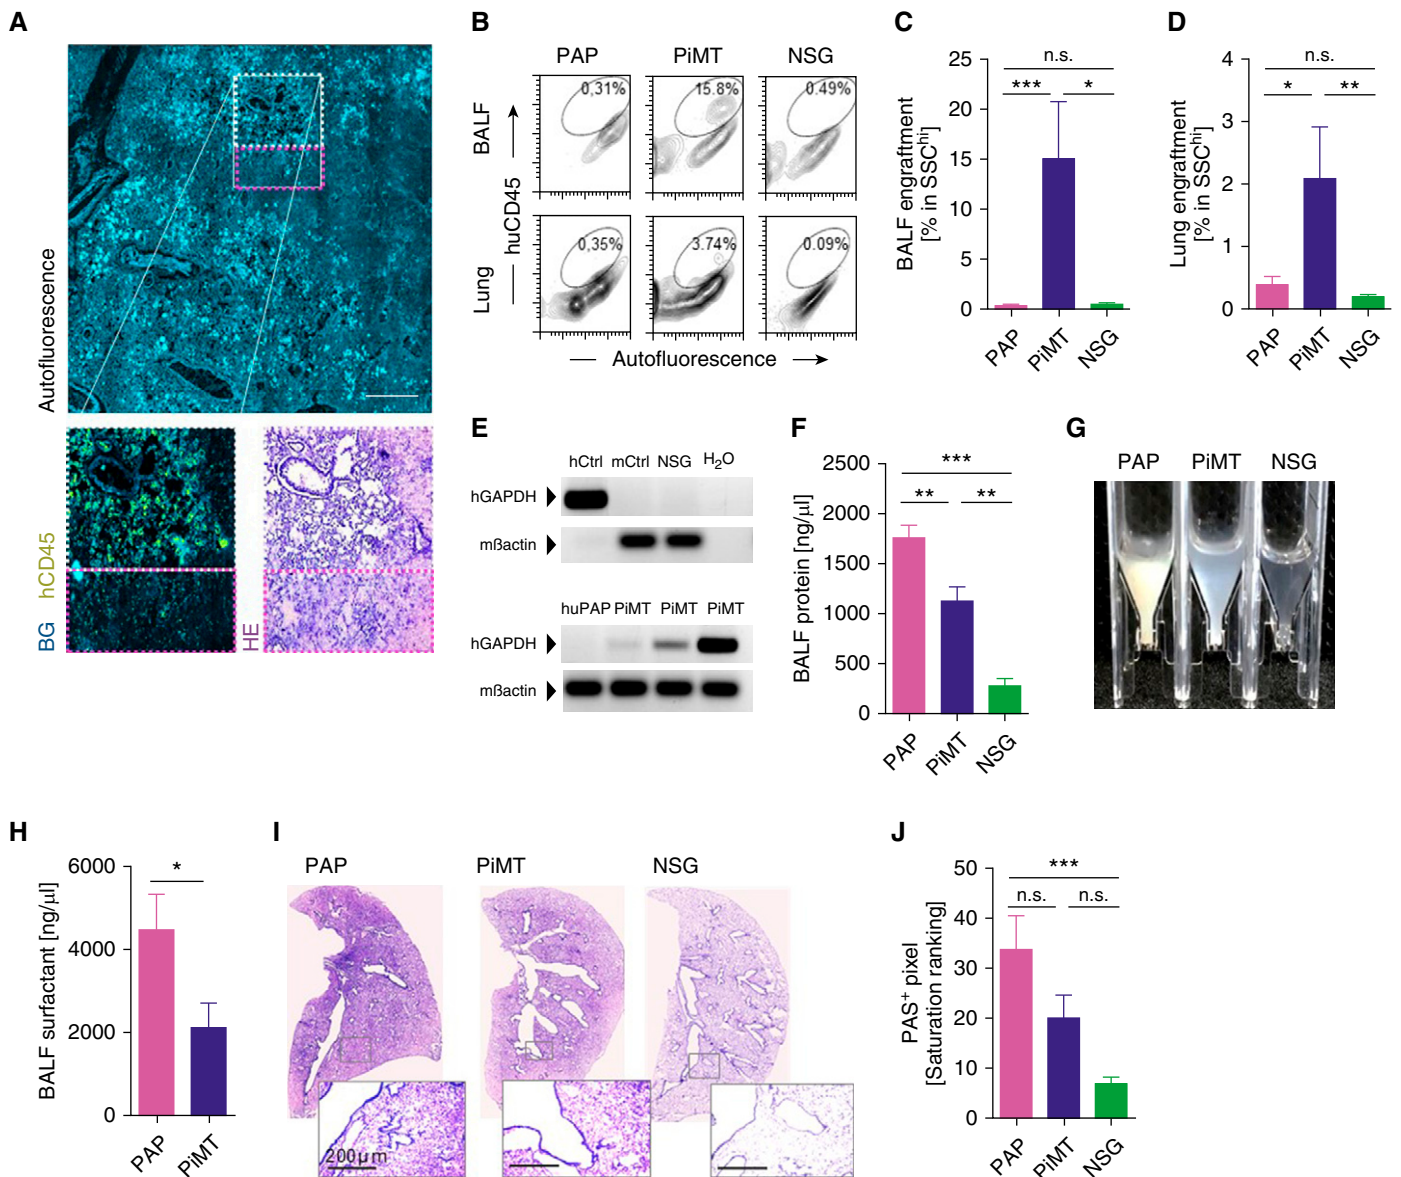 A
Autofluorescence
BG hCD45
HE
B
PAP PiMT NSG
BALF
Lung
huCD45
0,31% 15.8% 0.49%
0,35% 3.74% 0.09%
Autofluorescence
C
BALF engraftment
[% in SSChi]
25
20
15
10
5
0
n.s.
*** *
PAP PiMT NSG
D
Lung engraftment
[% in SSChi]
4
3
2
1
0
n.s.
* **
PAP PiMT NSG
E
hCtrl mCtrl NSG H2O
hGAPDH
mßactin
huPAP PiMT PiMT PiMT
hGAPDH
mßactin
F
BALF protein [ng/µl]
2500
2000
1500
1000
500
0
***
** **
PAP PiMT NSG
G
PAP PiMT NSG
H
BALF surfactant [ng/µl]
6000
4000
2000
0
*
PAP PiMT
I
PAP PiMT NSG
200µm
J
PAS+ pixel
[Saturation ranking]
50
40
30
20
10
0
***
n.s. n.s.
PAP PiMT NSG